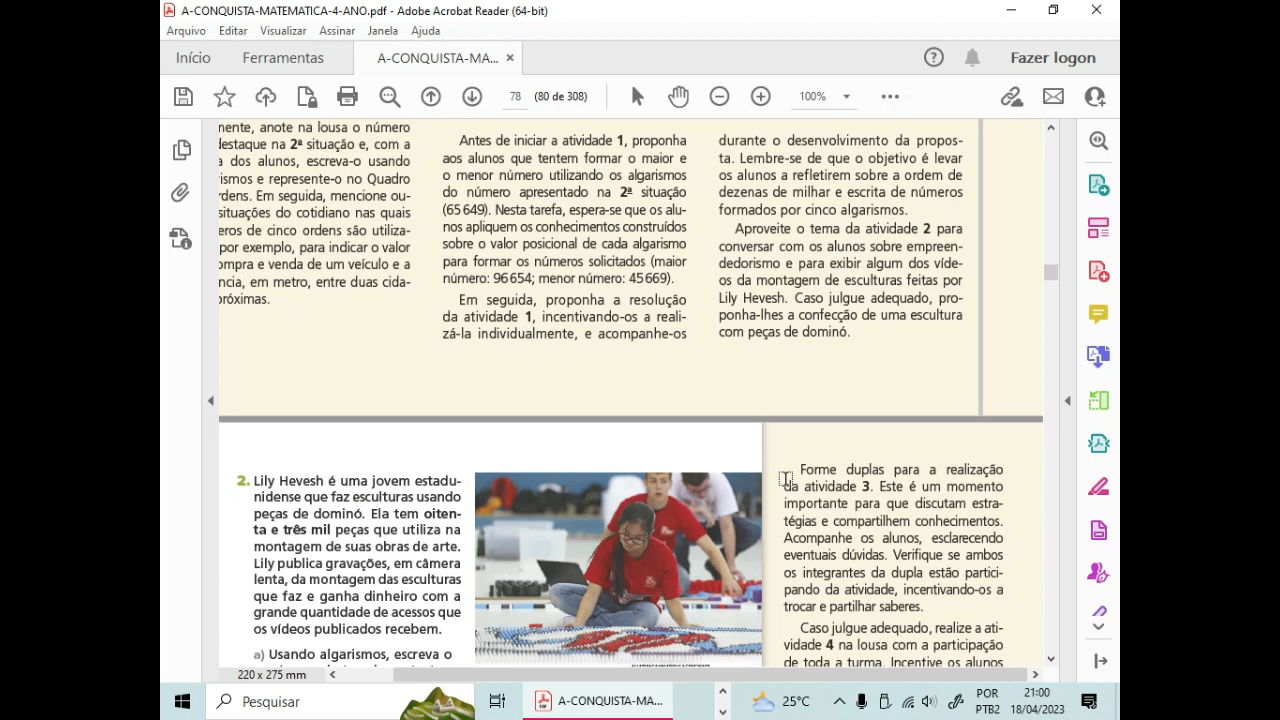 A-CONQUISTA-MATEMATICA-4-ANO.pdf - Adobe Acrobat Reader (64-bit)
Arquivo Editar Visualizar Assinar Janela Ajuda
Início Ferramentas A-CONQUISTA-MA... × Fazer logon
78 (80 de 308) 100%
nente, anote na lousa o número
destaque na 2ª situação e, com a
a dos alunos, escreva-o usando
rismos e represente-o no Quadro
rdens. Em seguida, mencione ou-
situações do cotidiano nas quais
eros de cinco ordens são utiliza-
por exemplo, para indicar o valor
ompra e venda de um veículo e a
ncia, em metro, entre duas cida-
próximas.
Antes de iniciar a atividade 1, proponha
aos alunos que tentem formar o maior e
o menor número utilizando os algarismos
do número apresentado na 2ª situação
(65 649). Nesta tarefa, espera-se que os alu-
nos apliquem os conhecimentos construídos
sobre o valor posicional de cada algarismo
para formar os números solicitados (maior
número: 96 654; menor número: 45 669).
Em seguida, proponha a resolução
da atividade 1, incentivando-os a reali-
zá-la individualmente, e acompanhe-os
durante o desenvolvimento da propos-
ta. Lembre-se de que o objetivo é levar
os alunos a refletirem sobre a ordem de
dezenas de milhar e escrita de números
formados por cinco algarismos.
Aproveite o tema da atividade 2 para
conversar com os alunos sobre empreen-
dedorismo e para exibir algum dos víde-
os da montagem de esculturas feitas por
Lily Hevesh. Caso julgue adequado, pro-
ponha-lhes a confecção de uma escultura
com peças de dominó.
2. Lily Hevesh é uma jovem estadu-
nidense que faz esculturas usando
peças de dominó. Ela tem oiten-
ta e três mil peças que utiliza na
montagem de suas obras de arte.
Lily publica gravações, em câmera
lenta, da montagem das esculturas
que faz e ganha dinheiro com a
grande quantidade de acessos que
os vídeos publicados recebem.
a) Usando algarismos, escreva o
Forme duplas para a realização
da atividade 3. Este é um momento
importante para que discutam estra-
tégias e compartilhem conhecimentos.
Acompanhe os alunos, esclarecendo
eventuais dúvidas. Verifique se ambos
os integrantes da dupla estão partici-
pando da atividade, incentivando-os a
trocar e partilhar saberes.
Caso julgue adequado, realize a ati-
vidade 4 na lousa com a participação
de toda a turma. Incentive os alunos
220 x 275 mm
Pesquisar A-CONQUISTA-MA... 25°C POR 21:00
PTB2 18/04/2023